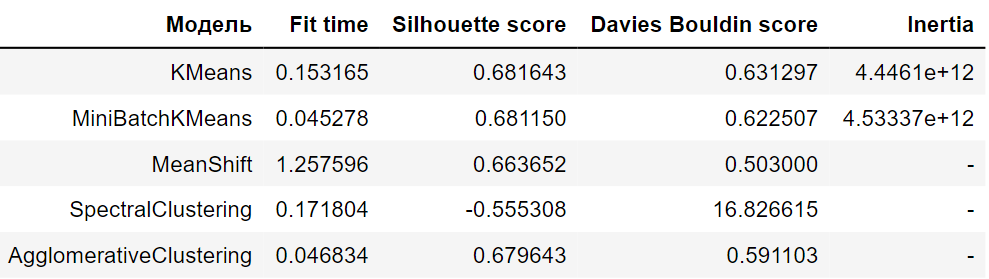 Модель Fit time Silhouette score Davies Bouldin score Inertia
KMeans 0.153165 0.681643 0.631297 4.4461e+12
MiniBatchKMeans 0.045278 0.681150 0.622507 4.53337e+12
MeanShift 1.257596 0.663652 0.503000 -
SpectralClustering 0.171804 -0.555308 16.826615 -
AgglomerativeClustering 0.046834 0.679643 0.591103 -